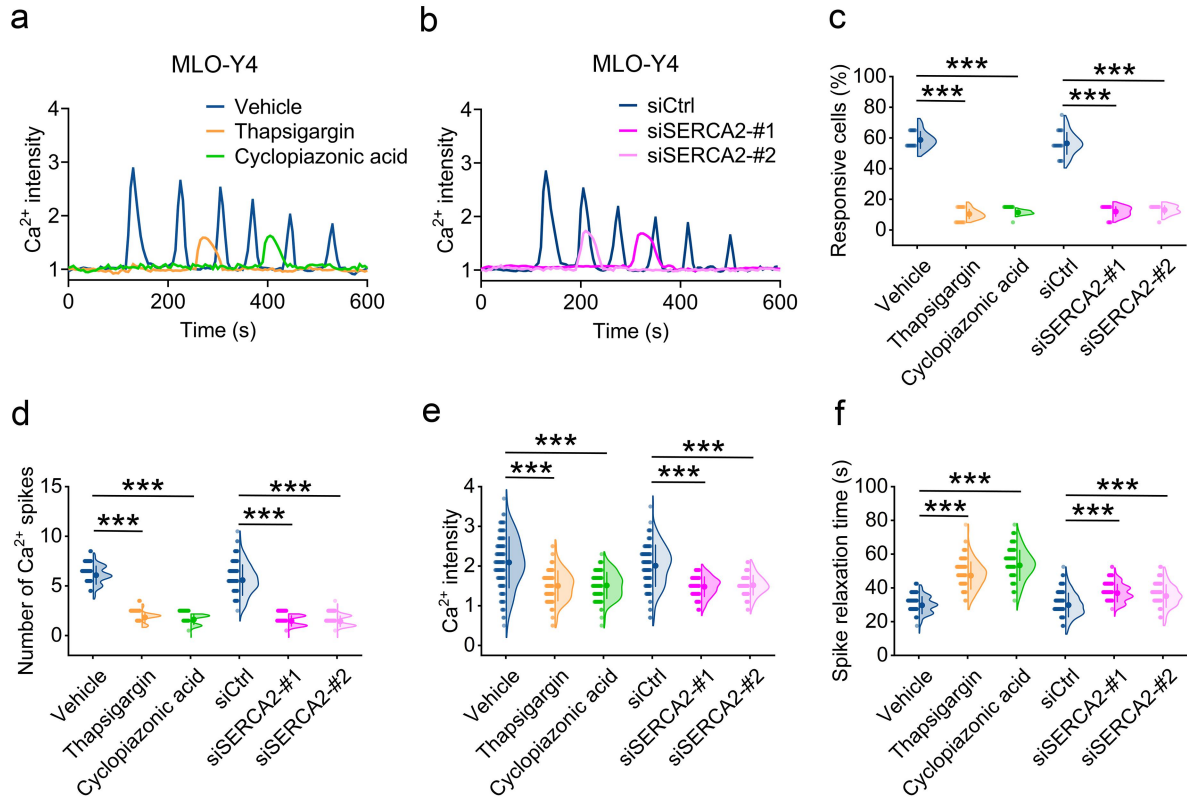 a
MLO-Y4
Vehicle
Thapsigargin
Cyclopiazonic acid
Ca²⁺ intensity
4
3
2
1
0 200 400 600
Time (s)
b
MLO-Y4
siCtrl
siSERCA2-#1
siSERCA2-#2
Ca²⁺ intensity
4
3
2
1
0 200 400 600
Time (s)
c
Responsive cells (%)
100
80
60
40
20
0
***
***
***
***
Vehicle
Thapsigargin
Cyclopiazonic acid
siCtrl
siSERCA2-#1
siSERCA2-#2
d
Number of Ca²⁺ spikes
15
10
5
0
***
***
***
***
Vehicle
Thapsigargin
Cyclopiazonic acid
siCtrl
siSERCA2-#1
siSERCA2-#2
e
Ca²⁺ intensity
4
3
2
1
0
***
***
***
***
Vehicle
Thapsigargin
Cyclopiazonic acid
siCtrl
siSERCA2-#1
siSERCA2-#2
f
Spike relaxation time (s)
100
80
60
40
20
0
***
***
***
***
Vehicle
Thapsigargin
Cyclopiazonic acid
siCtrl
siSERCA2-#1
siSERCA2-#2